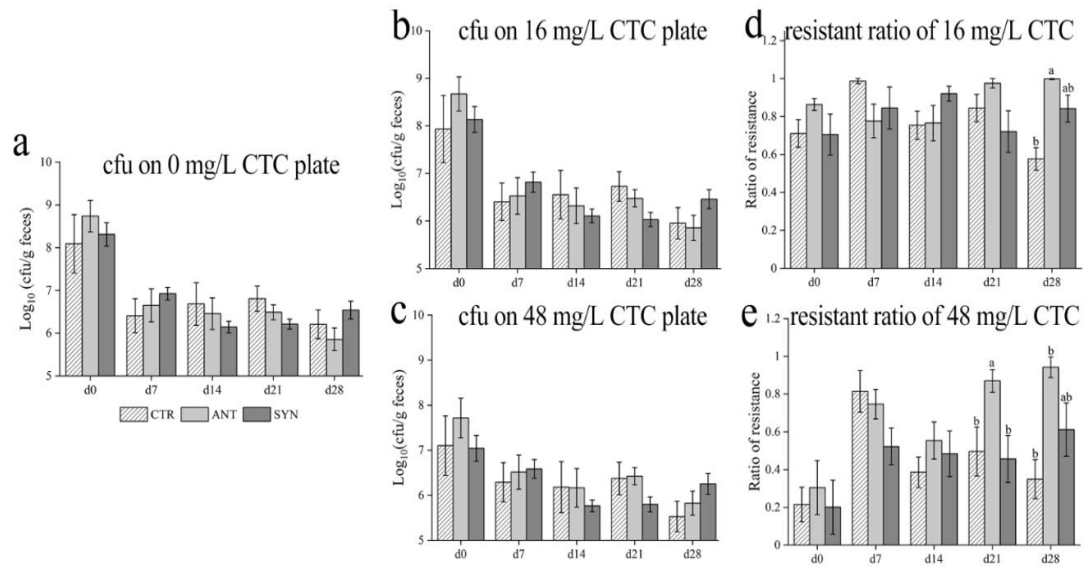 a
cfu on 0 mg/L CTC plate
Log10 (cfu/g feces)
10
9
8
7
6
5
d0 d7 d14 d21 d28
CTR ANT SYN
b
cfu on 16 mg/L CTC plate
Log10(cfu/g feces)
10
9
8
7
6
5
d0 d7 d14 d21 d28
c
cfu on 48 mg/L CTC plate
Log10(cfu/g feces)
10
9
8
7
6
5
d0 d7 d14 d21 d28
d
resistant ratio of 16 mg/L CTC
Ratio of resistance
1.2
1
0.8
0.6
0.4
0.2
0
b a ab
d0 d7 d14 d21 d28
e
resistant ratio of 48 mg/L CTC
Ratio of resistance
1.2
1
0.8
0.6
0.4
0.2
0
b a b b b ab
d0 d7 d14 d21 d28